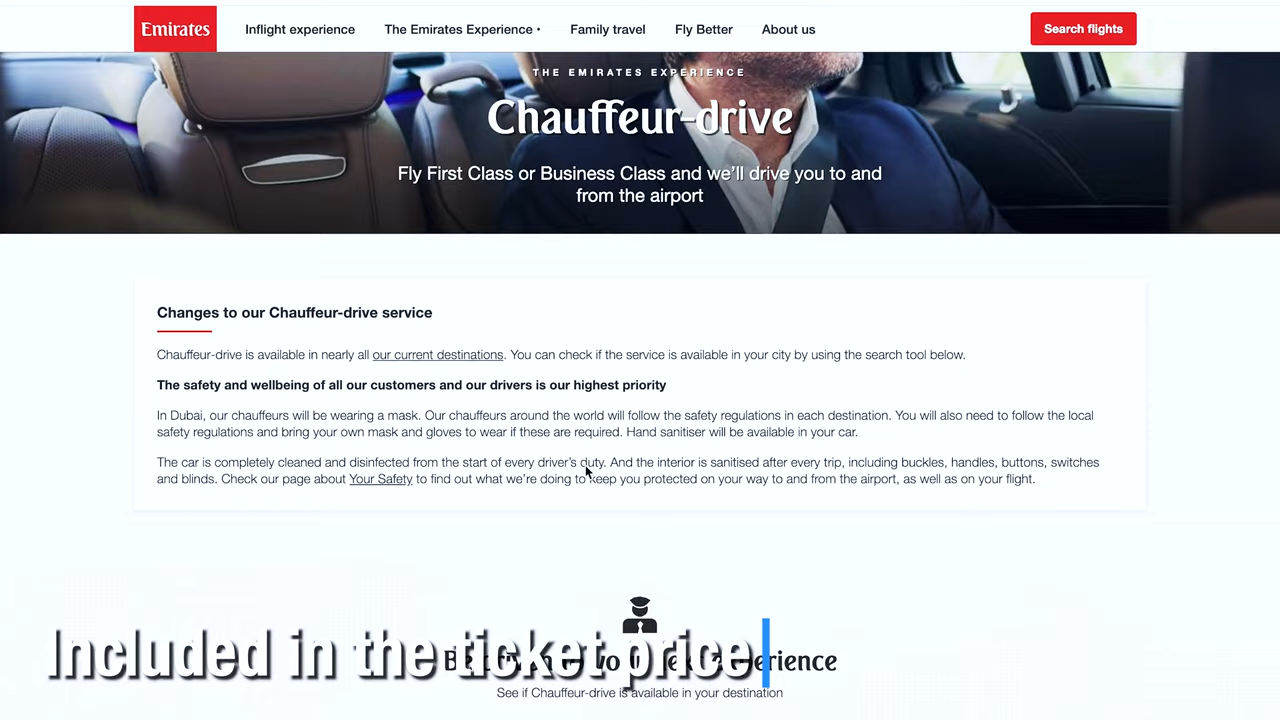 Emirates
Inflight experience
The Emirates Experience •
Family travel
Fly Better
About us
Search flights
THE EMIRATES EXPERIENCE
Chauffeur-drive
Fly First Class or Business Class and we'll drive you to and
from the airport
Changes to our Chauffeur-drive service
Chauffeur-drive is available in nearly all our current destinations. You can check if the service is available in your city by using the search tool below.
The safety and wellbeing of all our customers and our drivers is our highest priority
In Dubai, our chauffeurs will be wearing a mask. Our chauffeurs around the world will follow the safety regulations in each destination. You will also need to follow the local
safety regulations and bring your own mask and gloves to wear if these are required. Hand sanitiser will be available in your car.
The car is completely cleaned and disinfected from the start of every driver's duty. And the interior is sanitised after every trip, including buckles, handles, buttons, switches
and blinds. Check our page about Your Safety to find out what we're doing to keep you protected on your way to and from the airport, as well as on your flight.
Included in the ticket price
See if Chauffeur-drive is available in your destination